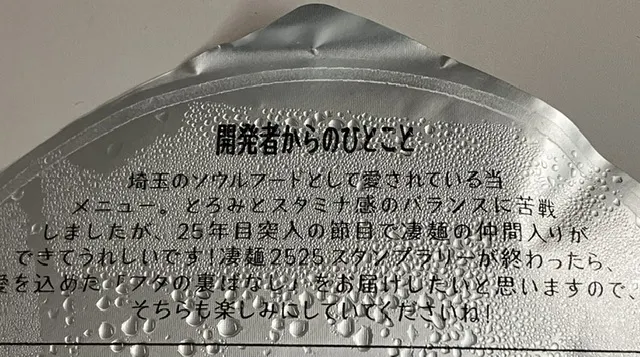 開発者からのひとこと
埼玉のソウルフードとして愛されている当
メニュー。とろみとスタミナ感のバランスに苦戦
しましたが、25年目突入の節目で凄麺の仲間入りが
できてうれしいです!凄麺2525スタンプラリーが終わったら、
愛を込めた「フタの裏はなし」をお届けしたいと思いますので、
そちらも楽しみにしていてくださいね!